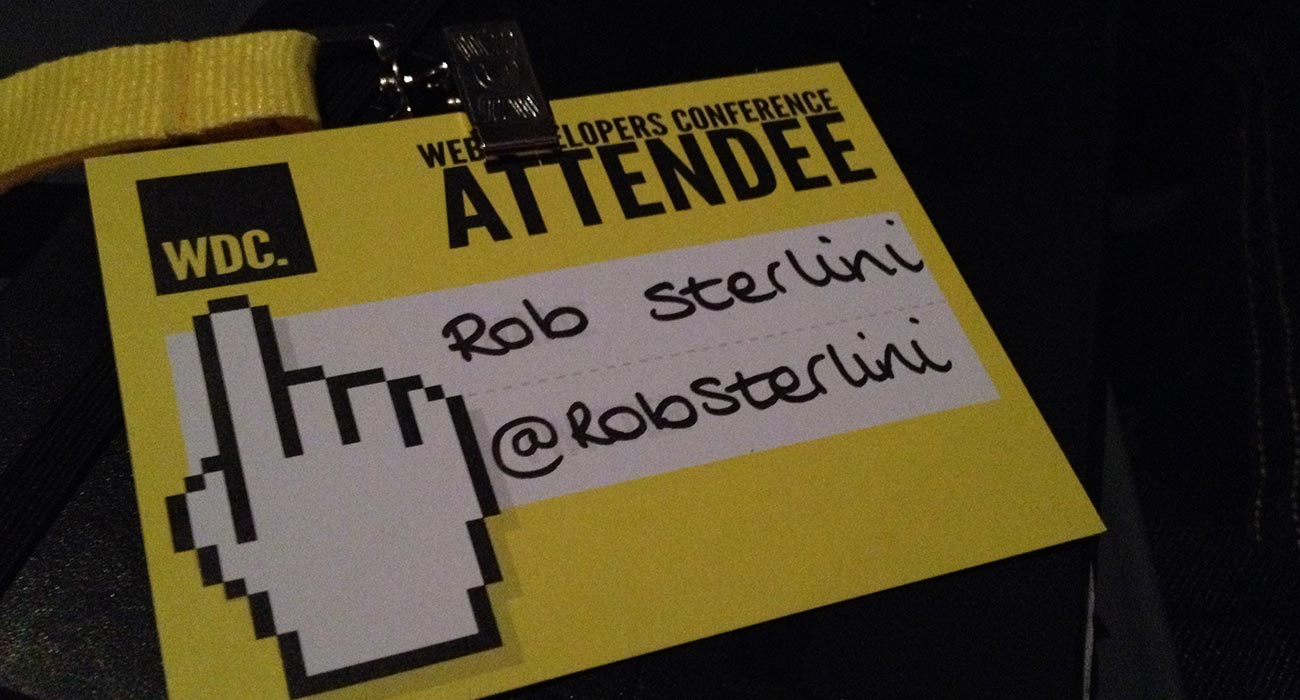 WDC.
WEB DEVELOPERS CONFERENCE
ATTENDEE
Rob Sterlini
@RobSterlini